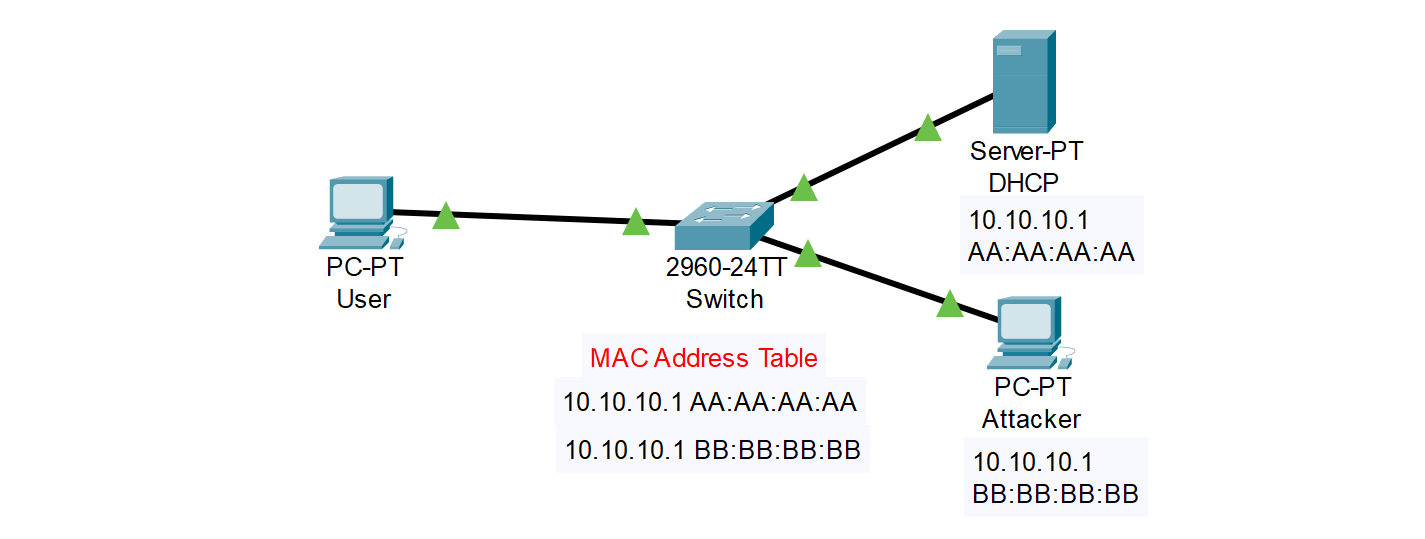 Server-PT
DHCP
10.10.10.1
AA:AA:AA:AA
PC-PT
User
2960-24TT
Switch
MAC Address Table
10.10.10.1 AA:AA:AA:AA
10.10.10.1 BB:BB:BB:BB
PC-PT
Attacker
10.10.10.1
BB:BB:BB:BB